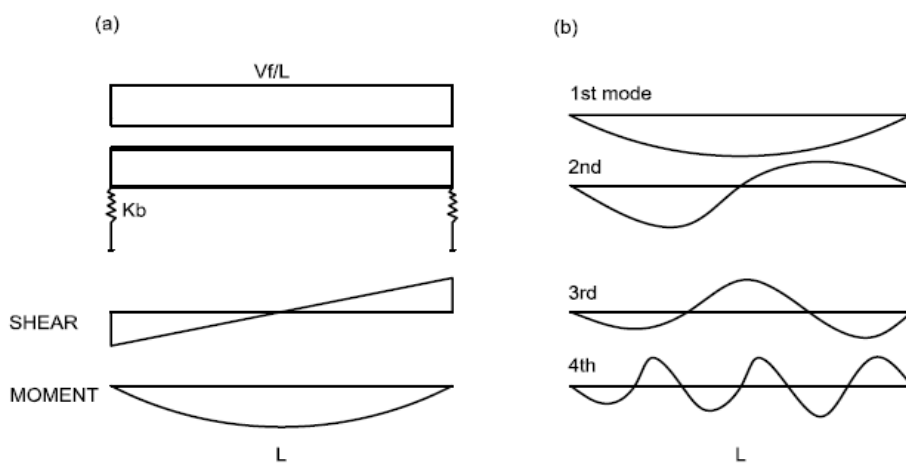 (a)
Vf/L
Kb
SHEAR
MOMENT
L
(b)
1st mode
2nd
3rd
4th
L